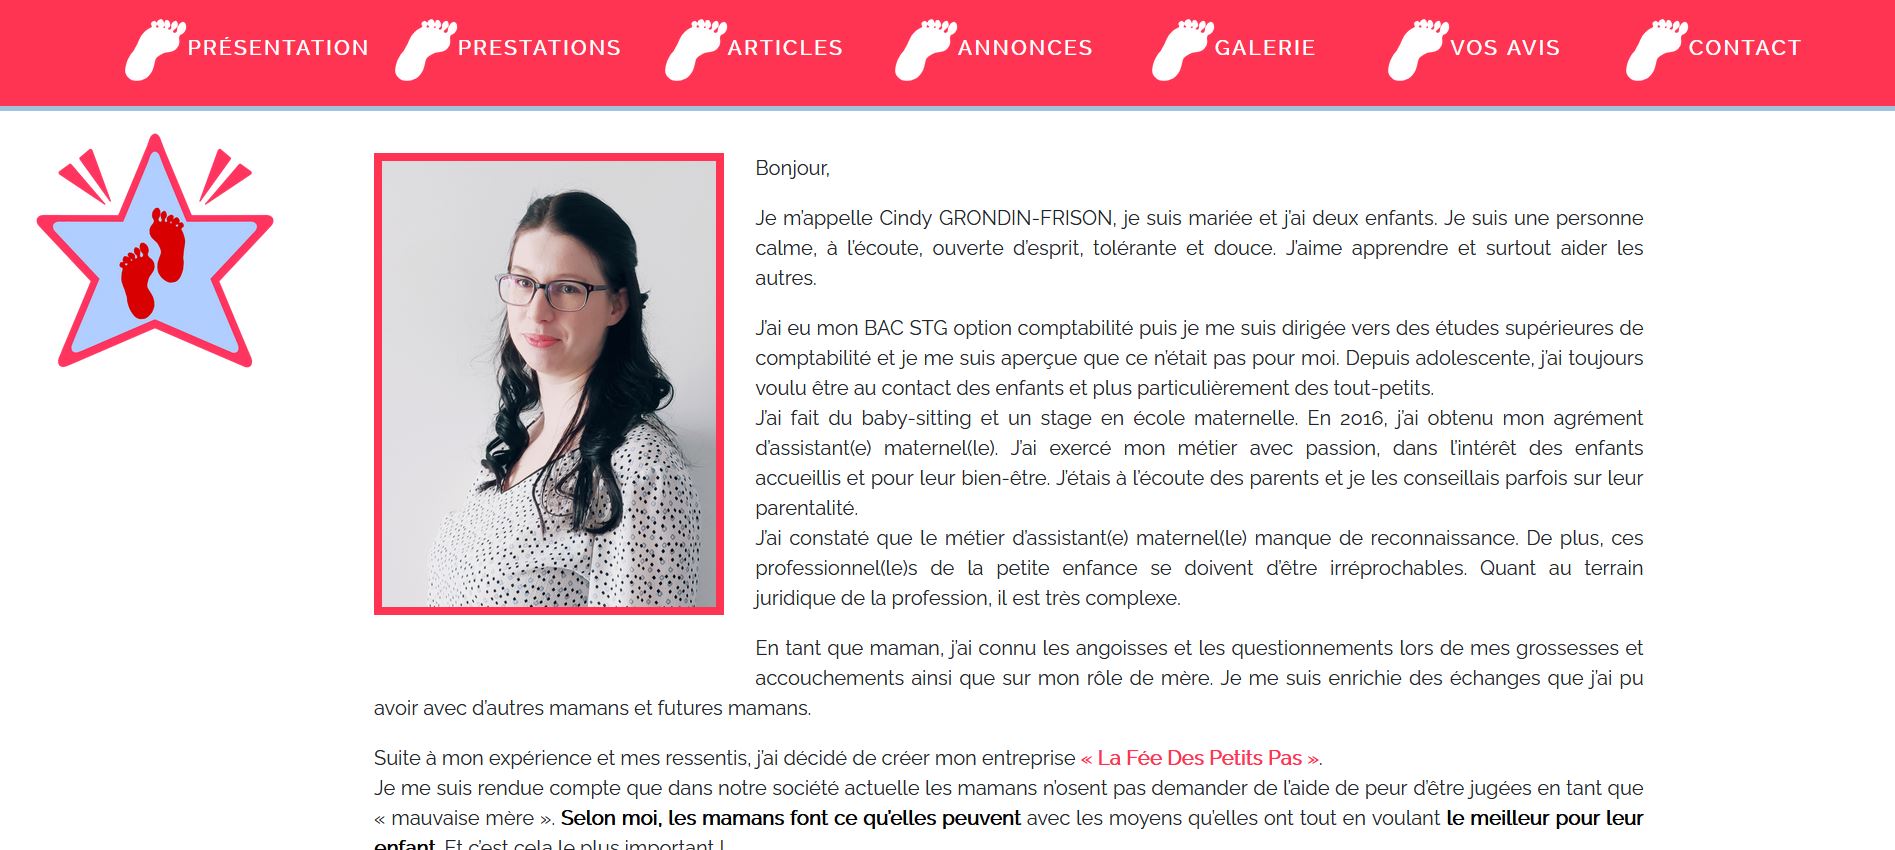 PRÉSENTATION PRESTATIONS ARTICLES ANNONCES GALERIE VOS AVIS CONTACT
Bonjour,
Je m'appelle Cindy GRONDIN-FRISON, je suis mariée et j'ai deux enfants. Je suis une personne
calme, à l'écoute, ouverte d'esprit, tolérante et douce. J'aime apprendre et surtout aider les
autres.
J'ai eu mon BAC STG option comptabilité puis je me suis dirigée vers des études supérieures de
comptabilité et je me suis aperçue que ce n'était pas pour moi. Depuis adolescente, j'ai toujours
voulu être au contact des enfants et plus particulièrement des tout-petits.
J'ai fait du baby-sitting et un stage en école maternelle. En 2016, j'ai obtenu mon agrément
d'assistant(e) maternel(le). J'ai exercé mon métier avec passion, dans l'intérêt des enfants
accueillis et pour leur bien-être. J'étais à l'écoute des parents et je les conseillais parfois sur leur
parentalité.
J'ai constaté que le métier d'assistant(e) maternel(le) manque de reconnaissance. De plus, ces
professionnel(le)s de la petite enfance se doivent d'être irréprochables. Quant au terrain
juridique de la profession, il est très complexe.
En tant que maman, j'ai connu les angoisses et les questionnements lors de mes grossesses et
accouchements ainsi que sur mon rôle de mère. Je me suis enrichie des échanges que j'ai pu
avoir avec d'autres mamans et futures mamans.
Suite à mon expérience et mes ressentis, j'ai décidé de créer mon entreprise « La Fée Des Petits Pas ».
Je me suis rendue compte que dans notre société actuelle les mamans n'osent pas demander de l'aide de peur d'être jugées en tant que
« mauvaise mère ». Selon moi, les mamans font ce qu'elles peuvent avec les moyens qu'elles ont tout en voulant le meilleur pour leur
enfant. Et c'est cela le plus important !